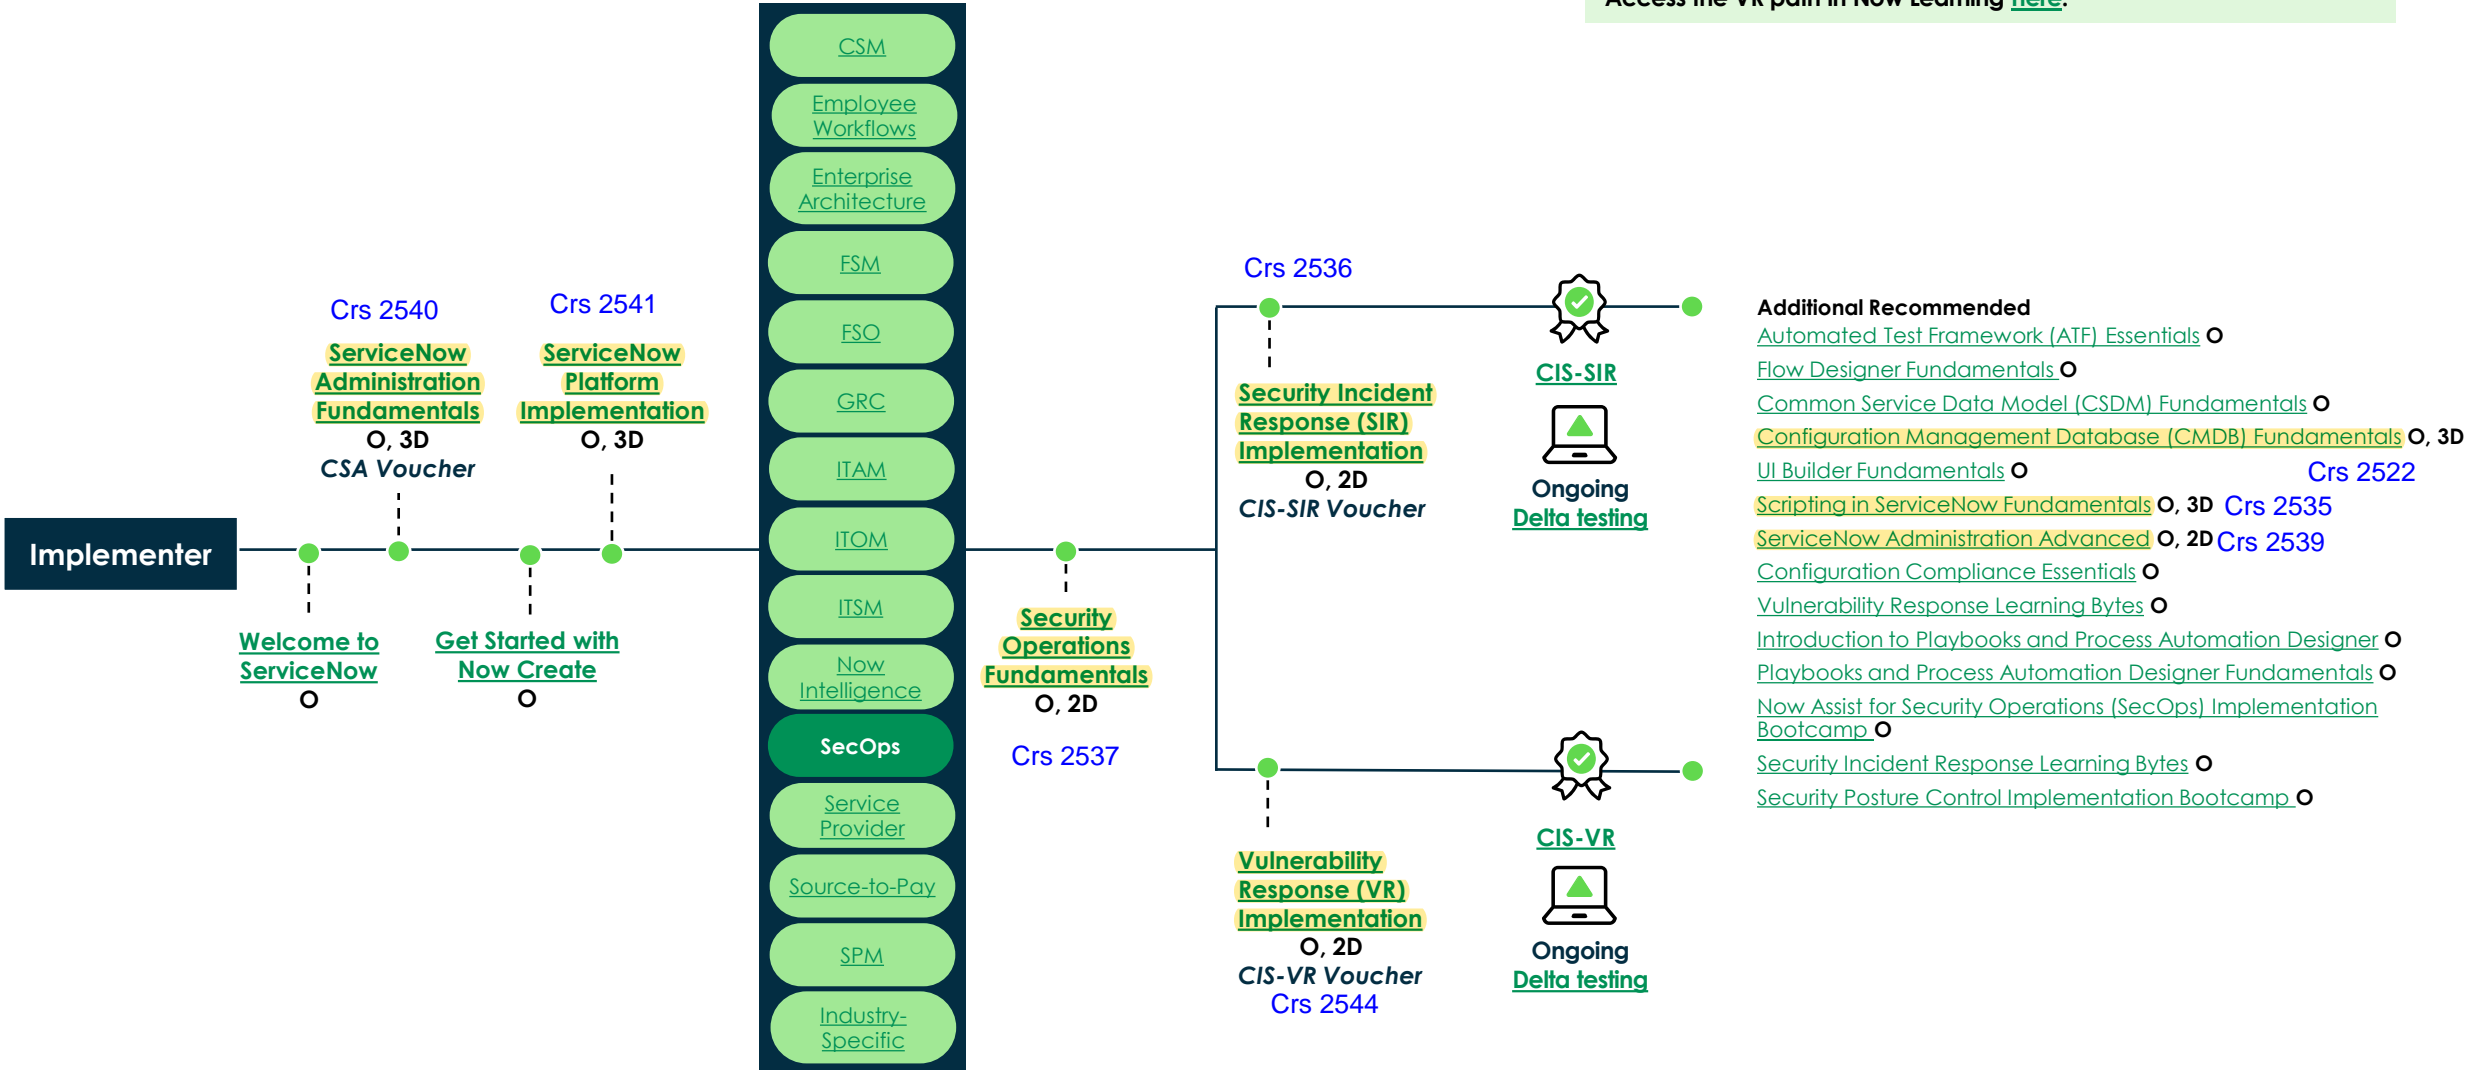 Access the VR path in Now Learning here.
CSM
Employee
Workflows
Enterprise
Architecture
FSM
FSO
GRC
ITAM
ITOM
ITSM
Now
Intelligence
SecOps
Service
Provider
Source-to-Pay
SPM
Industry-
Specific
Implementer
Crs 2540
ServiceNow
Administration
Fundamentals
O, 3D
CSA Voucher
Crs 2541
ServiceNow
Platform
Implementation
O, 3D
Welcome to
ServiceNow
O
Get Started with
Now Create
O
Security
Operations
Fundamentals
O, 2D
Crs 2537
Crs 2536
Security Incident
Response (SIR)
Implementation
O, 2D
CIS-SIR Voucher
CIS-SIR
Ongoing
Delta testing
Vulnerability
Response (VR)
Implementation
O, 2D
CIS-VR Voucher
Crs 2544
CIS-VR
Ongoing
Delta testing
Additional Recommended
Automated Test Framework (ATF) Essentials O
Flow Designer Fundamentals O
Common Service Data Model (CSDM) Fundamentals O
Configuration Management Database (CMDB) Fundamentals O, 3D
UI Builder Fundamentals O Crs 2522
Scripting in ServiceNow Fundamentals O, 3D Crs 2535
ServiceNow Administration Advanced O, 2D Crs 2539
Configuration Compliance Essentials O
Vulnerability Response Learning Bytes O
Introduction to Playbooks and Process Automation Designer O
Playbooks and Process Automation Designer Fundamentals O
Now Assist for Security Operations (SecOps) Implementation
Bootcamp O
Security Incident Response Learning Bytes O
Security Posture Control Implementation Bootcamp O